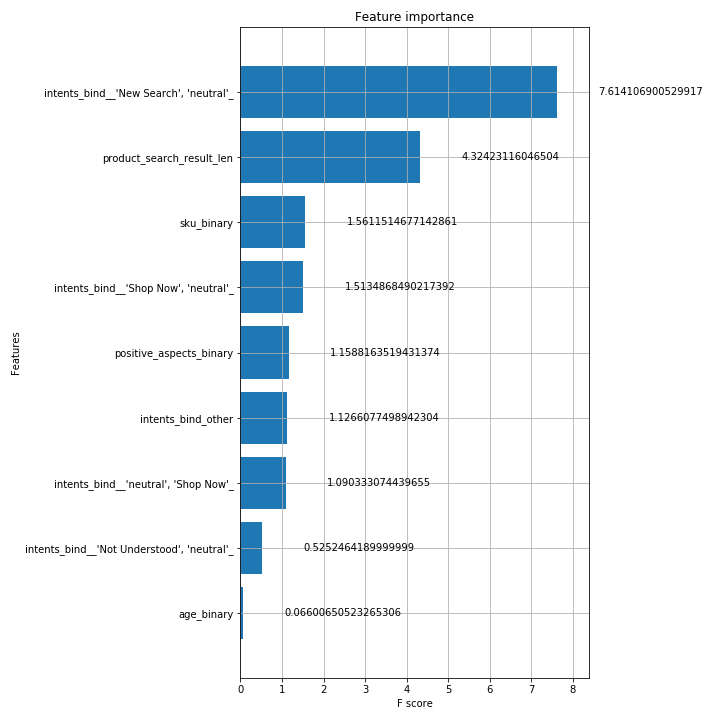 Feature importance
intents_bind__'New Search', 'neutral'_ 7.614106900529917
product_search_result_len 4.32423116046504
sku_binary 1.5611514677142861
intents_bind__'Shop Now', 'neutral'_ 1.5134868490217392
positive_aspects_binary 1.1588163519431374
intents_bind_other 1.1266077498942304
intents_bind__'neutral', 'Shop Now'_ 1.090333074439655
intents_bind__'Not Understood', 'neutral'_ 0.5252464189999999
age_binary 0.06600650523265306
Features
0 1 2 3 4 5 6 7 8
F score